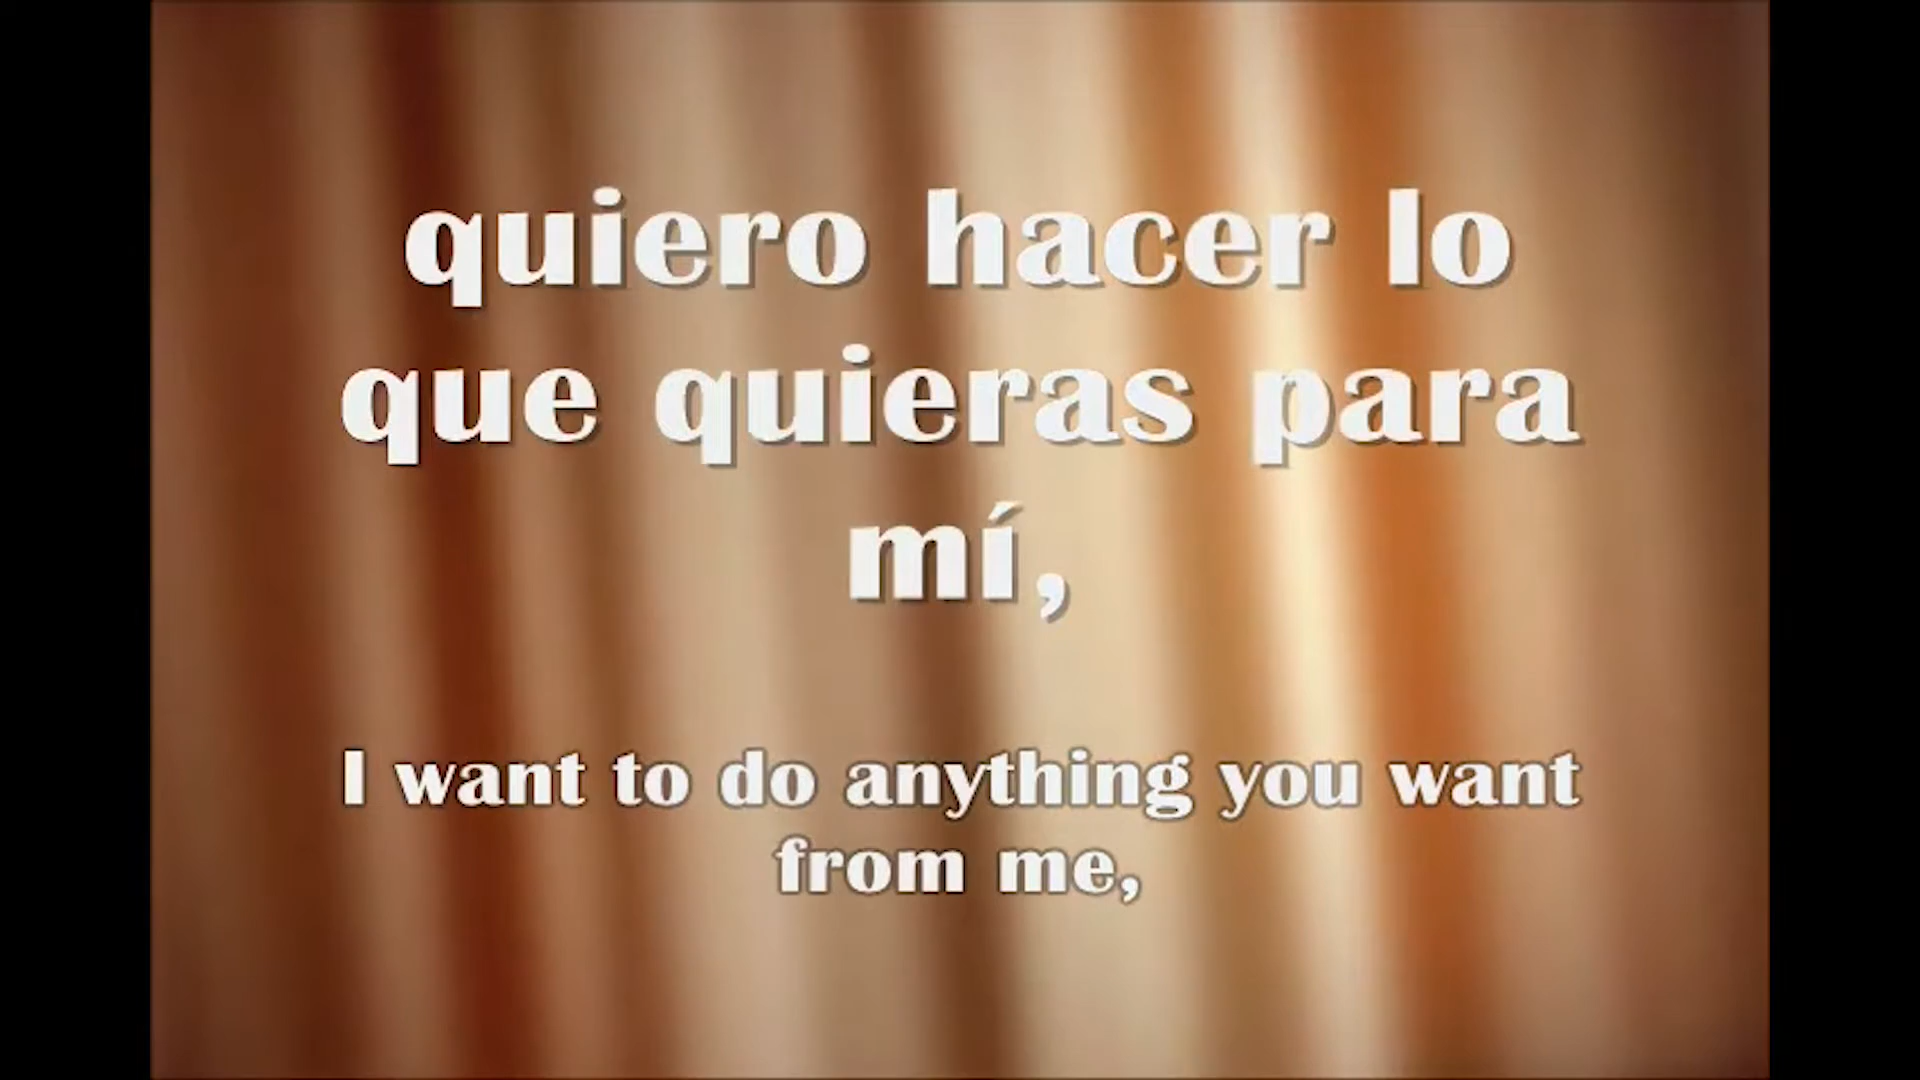 quiero hacer lo
que quieras para
mí,
I want to do anything you want
from me,